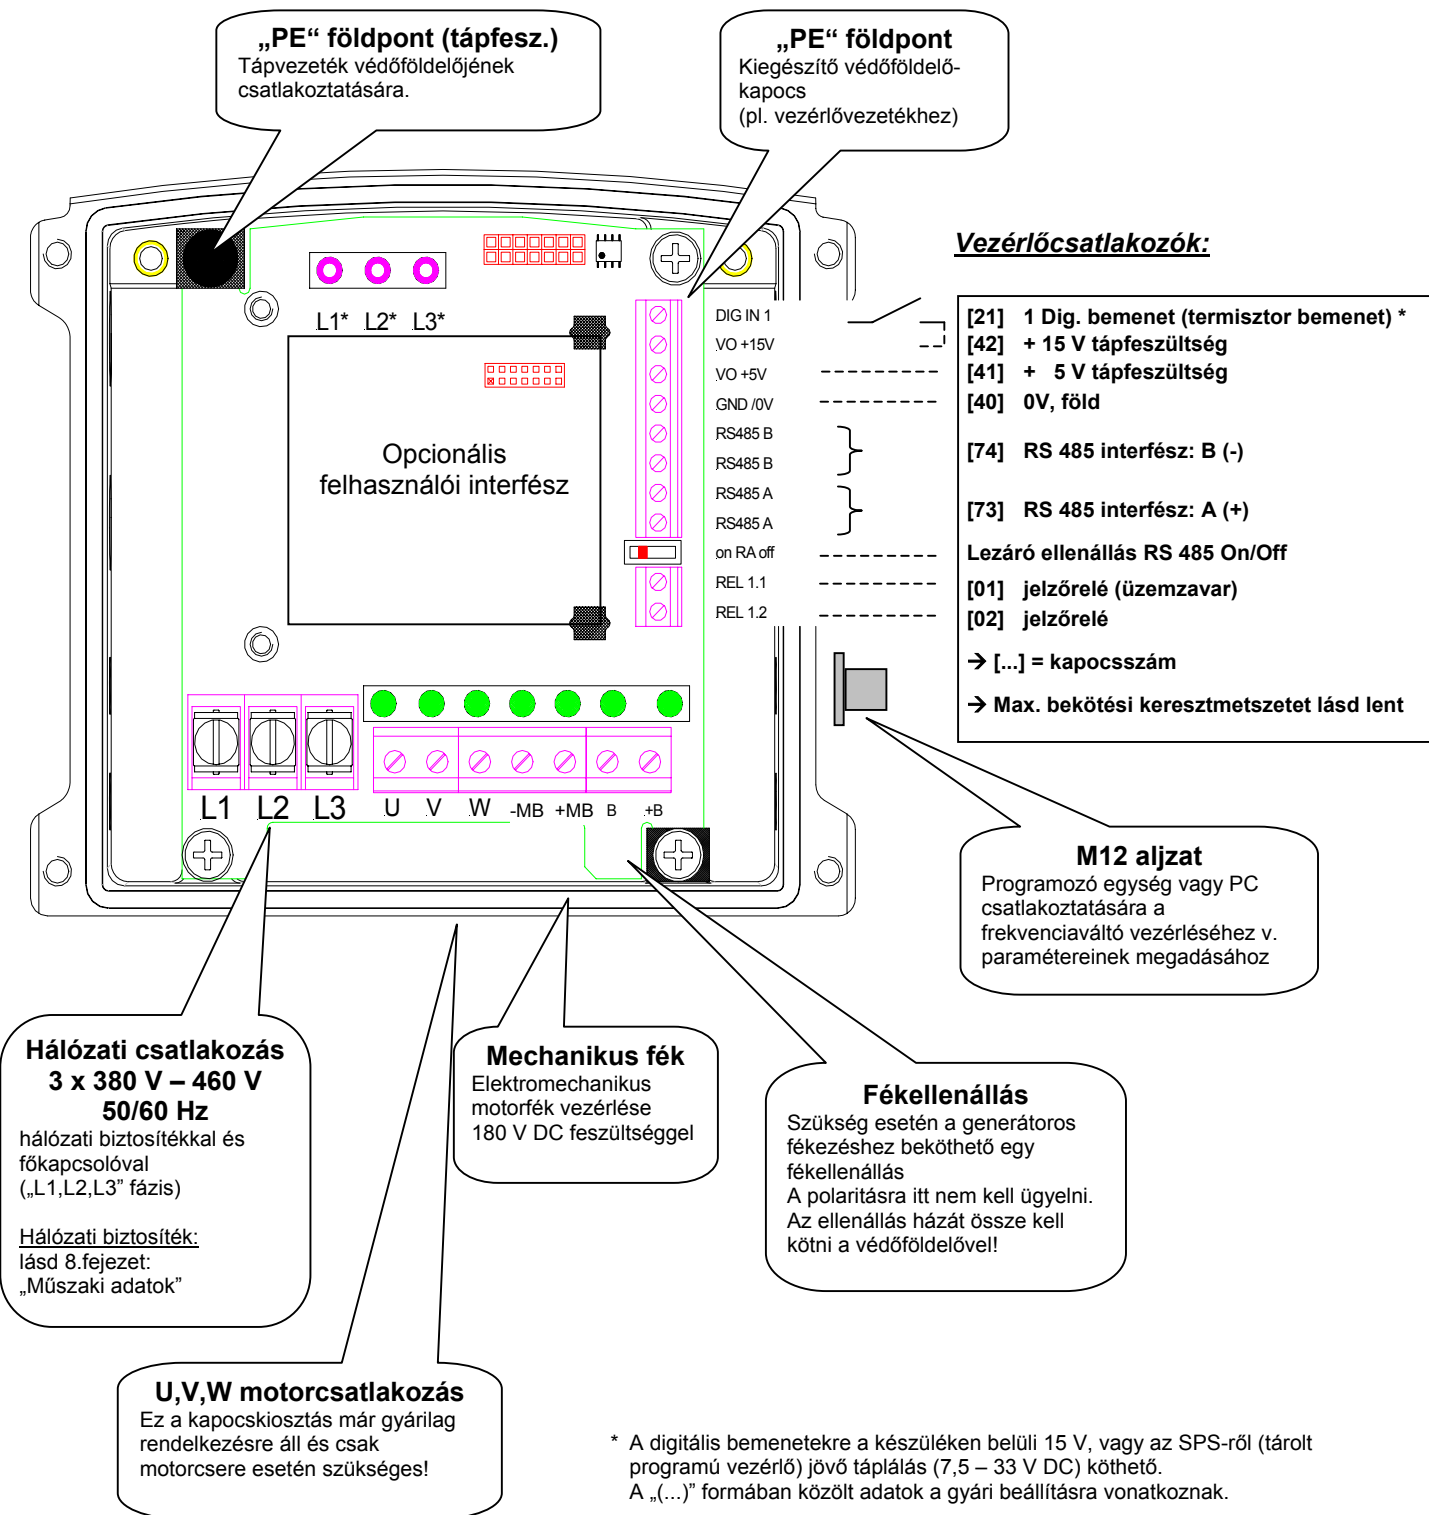 „PE“ földpont (tápfesz.)
Tápvezeték védőföldelőjének
csatlakoztatására.
„PE“ földpont
Kiegészítő védőföldelő-
kapocs
(pl. vezérlővezetékhez)
Vezérlőcsatlakozók:
L1* L2* L3*
Opcionális
felhasználói interfész
DIG IN 1
VO +15V
VO +5V
GND /0V
RS485 B
RS485 B
RS485 A
RS485 A
on RA off
REL 1.1
REL 1.2
[21] 1 Dig. bemenet (termisztor bemenet) *
[42] + 15 V tápfeszültség
[41] + 5 V tápfeszültség
[40] 0V, föld
[74] RS 485 interfész: B (-)
[73] RS 485 interfész: A (+)
Lezáró ellenállás RS 485 On/Off
[01] jelzőrelé (üzemzavar)
[02] jelzőrelé
→ [...] = kapocsszám
→ Max. bekötési keresztmetszetet lásd lent
L1 L2 L3 U V W -MB +MB B +B
M12 aljzat
Programozó egység vagy PC
csatlakoztatására a
frekvenciaváltó vezérléséhez v.
paramétereinek megadásához
Hálózati csatlakozás
3 x 380 V – 460 V
50/60 Hz
hálózati biztosítékkal és
főkapcsolóval
(„L1,L2,L3” fázis)
Hálózati biztosíték:
lásd 8.fejezet:
„Műszaki adatok”
Mechanikus fék
Elektromechanikus
motorfék vezérlése
180 V DC feszültséggel
Fékellenállás
Szükség esetén a generátoros
fékezéshez beköthető egy
fékellenállás
A polaritásra itt nem kell ügyelni.
Az ellenállás házát össze kell
kötni a védőföldelővel!
U,V,W motorcsatlakozás
Ez a kapocskiosztás már gyárilag
rendelkezésre áll és csak
motorcsere esetén szükséges!
* A digitális bemenetekre a készüléken belüli 15 V, vagy az SPS-ről (tárolt
programú vezérlő) jövő táplálás (7,5 – 33 V DC) köthető.
A „(...)” formában közölt adatok a gyári beállításra vonatkoznak.